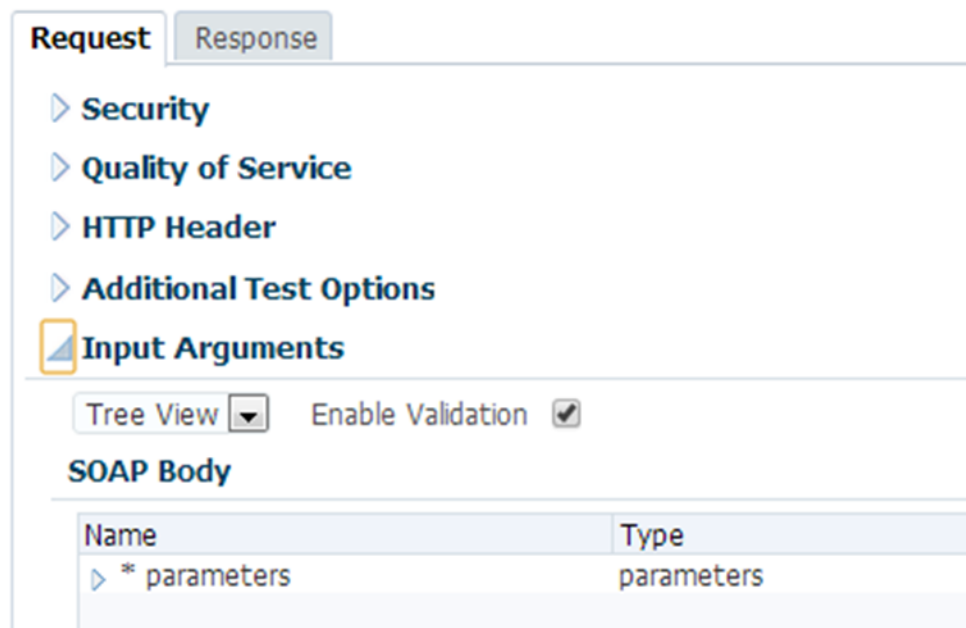 Request Response
Security
Quality of Service
HTTP Header
Additional Test Options
Input Arguments
Tree View Enable Validation
SOAP Body
Name Type
* parameters parameters